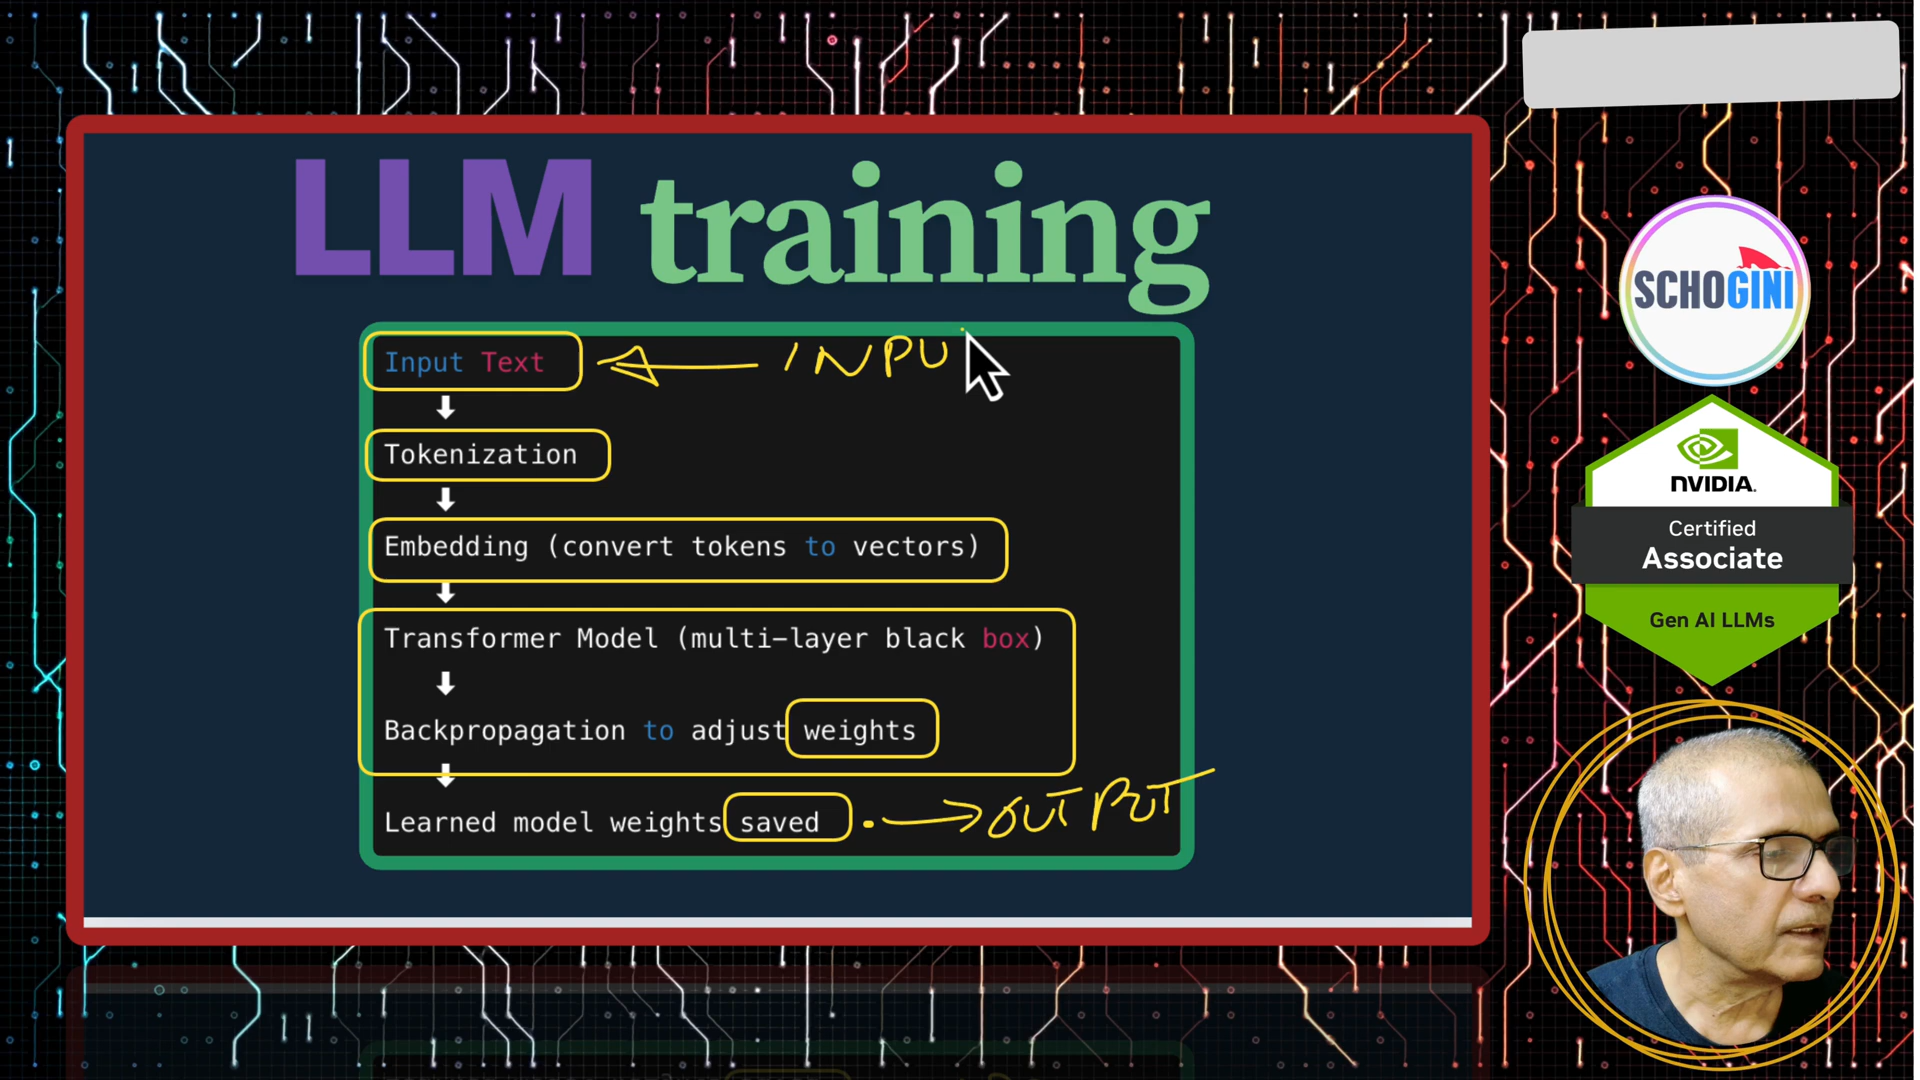 LLM training
Input Text INPU
Tokenization
Embedding (convert tokens to vectors)
Transformer Model (multi-layer black box)
Backpropagation to adjust weights
Learned model weights saved OUTPUT
SCHOGINI
NVIDIA.
Certified
Associate
Gen AI LLMs